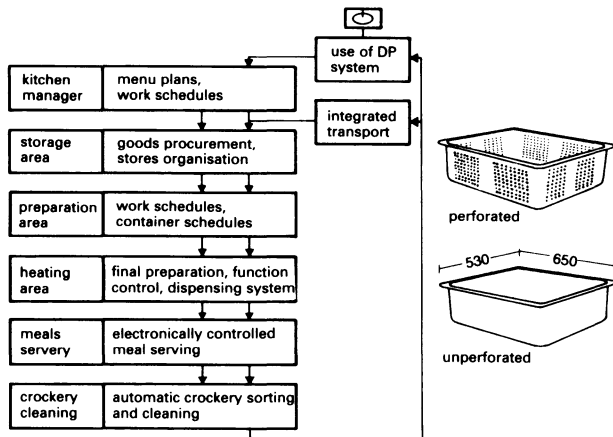 use of DP
system
kitchen
manager
menu plans,
work schedules
integrated
transport
storage
area
goods procurement,
stores organisation
preparation
area
work schedules,
container schedules
heating
area
final preparation, function
control, dispensing system
meals
servery
electronically controlled
meal serving
crockery
cleaning
automatic crockery sorting
and cleaning
perforated
530
650
unperforated